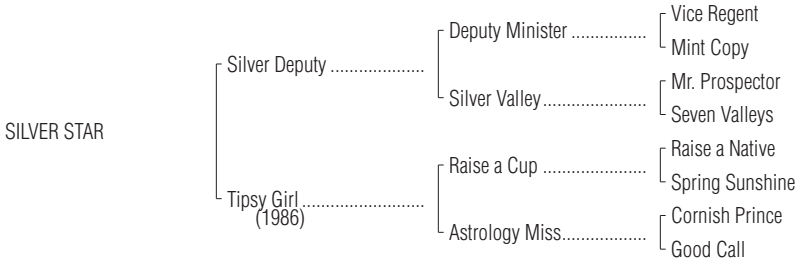 Vice Regent
Deputy Minister ................
Mint Copy
Silver Deputy ....................
Mr. Prospector
Silver Valley......................
Seven Valleys
SILVER STAR
Raise a Native
Raise a Cup ......................
Spring Sunshine
Tipsy Girl ..........................
(1986)
Cornish Prince
Astrology Miss..................
Good Call